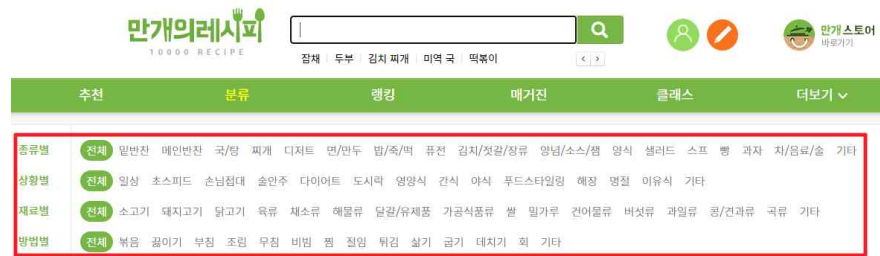 만개의레시피
10000 RECIPE
잡채 두부 김치 찌개 미역 국 떡볶이 < >
만개스토어
바로가기
추천 분류 랭킹 매거진 클래스 더보기
종류별 전체 밑반찬 메인반찬 국/탕 찌개 디저트 면/만두 밥/죽/떡 퓨전 김치/젓갈/장류 양념/소스/잼 양식 샐러드 스프 빵 과자 차/음료/술 기타
상황별 전체 일상 초스피드 손님접대 술안주 다이어트 도시락 영양식 간식 야식 푸드스타일링 해장 명절 이유식 기타
재료별 전체 소고기 돼지고기 닭고기 육류 채소류 해물류 달걀/유제품 가공식품류 쌀 밀가루 건어물류 버섯류 과일류 콩/견과류 곡류 기타
방법별 전체 볶음 끓이기 부침 조림 무침 비빔 찜 절임 튀김 삶기 굽기 데치기 회 기타